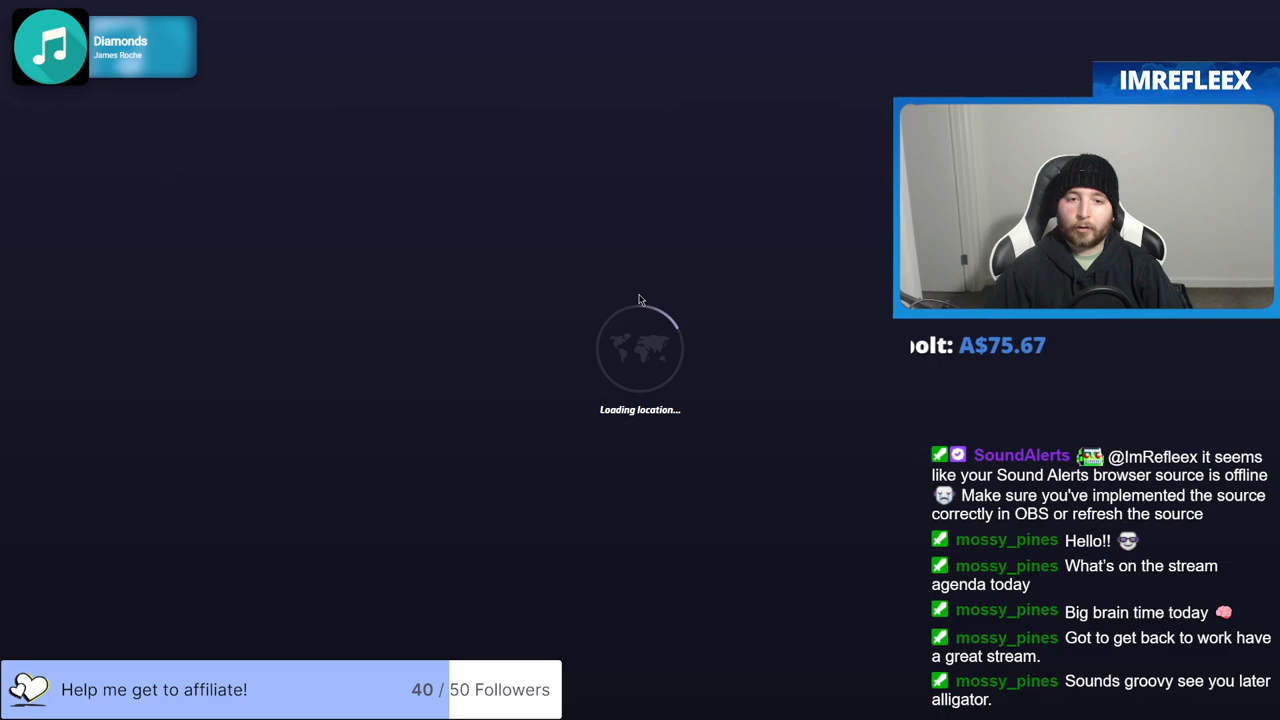 Diamonds
James Roche
IMREFLEEX
olt: A$75.67
Loading location...
SoundAlerts @ImRefleex it seems
like your Sound Alerts browser source is offline
Make sure you've implemented the source
correctly in OBS or refresh the source
mossy_pines Hello!!
mossy_pines What's on the stream
agenda today
mossy_pines Big brain time today
mossy_pines Got to get back to work have
a great stream.
mossy_pines Sounds groovy see you later
alligator.
Help me get to affiliate! 40 / 50 Followers